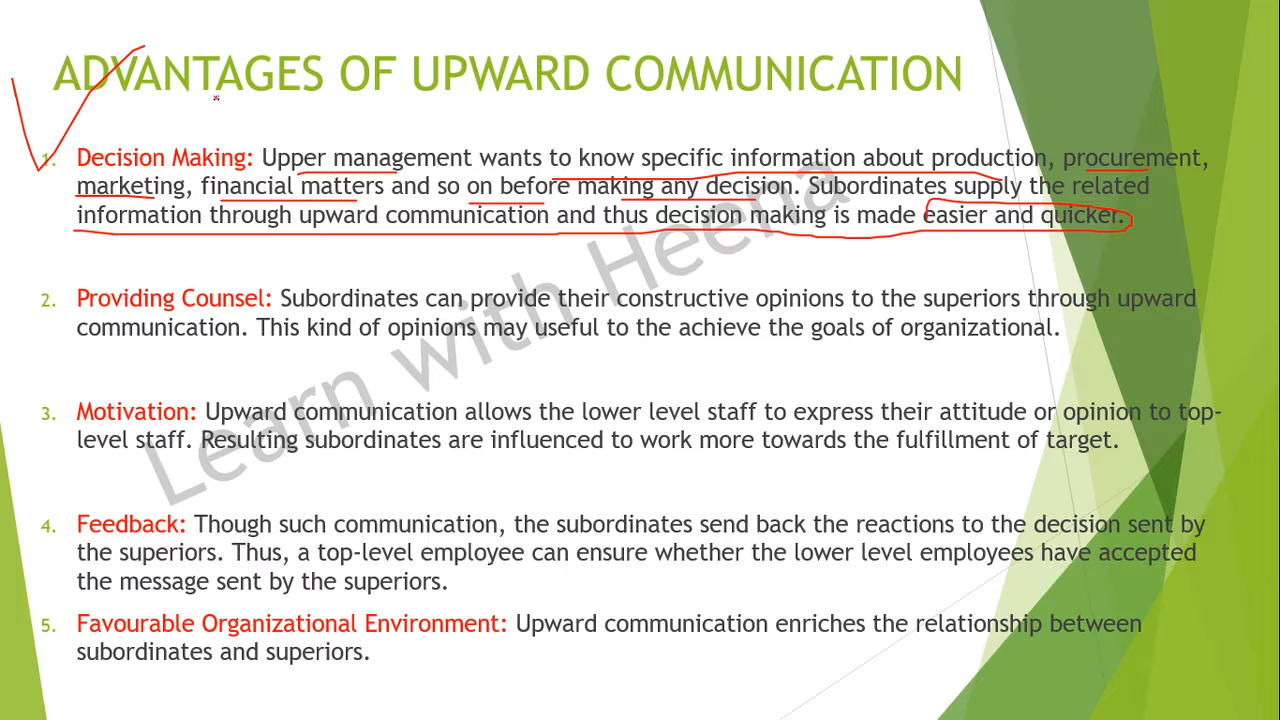 ADVANTAGES OF UPWARD COMMUNICATION
1. Decision Making: Upper management wants to know specific information about production, procurement,
marketing, financial matters and so on before making any decision. Subordinates supply the related
information through upward communication and thus decision making is made easier and quicker.
2. Providing Counsel: Subordinates can provide their constructive opinions to the superiors through upward
communication. This kind of opinions may useful to the achieve the goals of organizational.
3. Motivation: Upward communication allows the lower level staff to express their attitude or opinion to top-
level staff. Resulting subordinates are influenced to work more towards the fulfillment of target.
4. Feedback: Though such communication, the subordinates send back the reactions to the decision sent by
the superiors. Thus, a top-level employee can ensure whether the lower level employees have accepted
the message sent by the superiors.
5. Favourable Organizational Environment: Upward communication enriches the relationship between
subordinates and superiors.
Learn with Heena